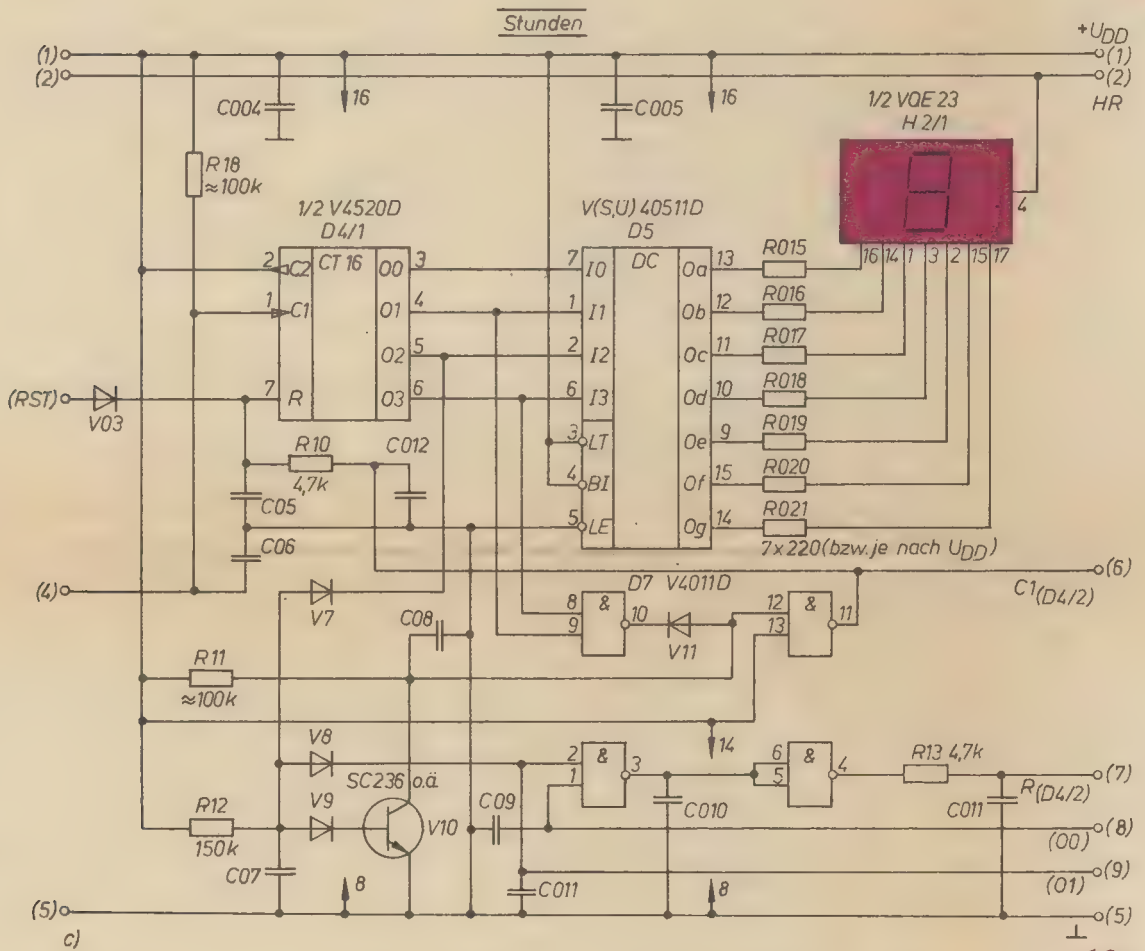 Stunden
+UDD
(1)
(2)
(1)
(2)
HR
C004
16
C005
16
1/2 VQE 23
H 2/1
4
R18
≈100k
1/2 V4520D
D4/1
V(S,U) 40511D
D5
CT 16
DC
2 C2 O0 3
1 C1 O1 4
O2 5
7 R O3 6
7 I0 Oa 13
1 I1 Ob 12
2 I2 Oc 11
6 I3 Od 10
3 LT Oe 9
4 BI Of 15
5 LE Og 14
R015
R016
R017
R018
R019
R020
R021
16 14 1 3 2 15 17
7x220 (bzw. je nach UDD)
(RST)
V03
R10
4,7k
C012
C05
C06
(4)
V7
C08
D7 V4011D
8
9
&
10
V11
12
13
&
11
(6)
C1(D4/2)
R11
≈100k
14
V8
V9
SC236 o.ä
V10
R12
150k
C07
C09
2
1
&
3
C010
6
5
&
4
R13 4,7k
C011
(7)
R(D4/2)
(8)
(O0)
(9)
(O1)
C011
8
8
(5)
(5)
c)